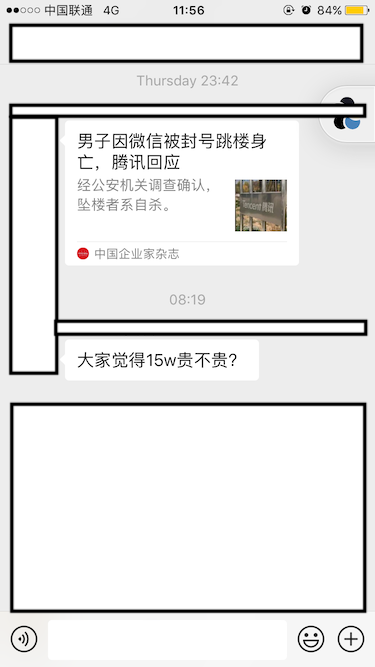 中国联通 4G 11:56 84%
Thursday 23:42
男子因微信被封号跳楼身
亡，腾讯回应
经公安机关调查确认，
坠楼者系自杀。
Tencent 腾讯
中国企业家杂志
08:19
大家觉得15w贵不贵？